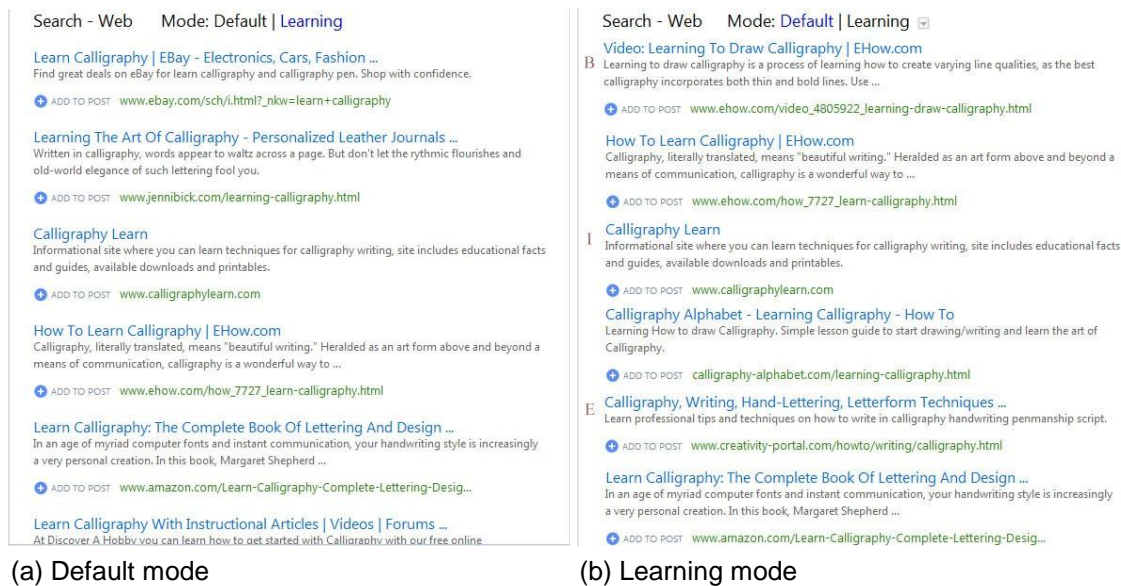 Search - Web Mode: Default | Learning
Learn Calligraphy | EBay - Electronics, Cars, Fashion ...
Find great deals on eBay for learn calligraphy and calligraphy pen. Shop with confidence.
ADD TO POST www.ebay.com/sch/i.html?_nkw=learn+calligraphy
Learning The Art Of Calligraphy - Personalized Leather Journals ...
Written in calligraphy, words appear to waltz across a page. But don't let the rythmic flourishes and
old-world elegance of such lettering fool you.
ADD TO POST www.jennibick.com/learning-calligraphy.html
Calligraphy Learn
Informational site where you can learn techniques for calligraphy writing, site includes educational facts
and guides, available downloads and printables.
ADD TO POST www.calligraphylearn.com
How To Learn Calligraphy | EHow.com
Calligraphy, literally translated, means "beautiful writing." Heralded as an art form above and beyond a
means of communication, calligraphy is a wonderful way to ...
ADD TO POST www.ehow.com/how_7727_learn-calligraphy.html
Learn Calligraphy: The Complete Book Of Lettering And Design ...
In an age of myriad computer fonts and instant communication, your handwriting style is increasingly
a very personal creation. In this book, Margaret Shepherd ...
ADD TO POST www.amazon.com/Learn-Calligraphy-Complete-Lettering-Desig...
Learn Calligraphy With Instructional Articles | Videos | Forums ...
At Discover A Hobby you can learn how to get started with Calligraphy with our free online
(a) Default mode
Search - Web Mode: Default | Learning
Video: Learning To Draw Calligraphy | EHow.com
B Learning to draw calligraphy is a process of learning how to create varying line qualities, as the best
calligraphy incorporates both thin and bold lines. Use ...
ADD TO POST www.ehow.com/video_4805922_learning-draw-calligraphy.html
How To Learn Calligraphy | EHow.com
Calligraphy, literally translated, means "beautiful writing." Heralded as an art form above and beyond a
means of communication, calligraphy is a wonderful way to ...
ADD TO POST www.ehow.com/how_7727_learn-calligraphy.html
I Calligraphy Learn
Informational site where you can learn techniques for calligraphy writing, site includes educational facts
and guides, available downloads and printables.
ADD TO POST www.calligraphylearn.com
Calligraphy Alphabet - Learning Calligraphy - How To
Learning How to draw Calligraphy. Simple lesson guide to start drawing/writing and learn the art of
Calligraphy.
ADD TO POST calligraphy-alphabet.com/learning-calligraphy.html
E Calligraphy, Writing, Hand-Lettering, Letterform Techniques ...
Learn professional tips and techniques on how to write in calligraphy handwriting penmanship script.
ADD TO POST www.creativity-portal.com/howto/writing/calligraphy.html
Learn Calligraphy: The Complete Book Of Lettering And Design ...
In an age of myriad computer fonts and instant communication, your handwriting style is increasingly
a very personal creation. In this book, Margaret Shepherd ...
ADD TO POST www.amazon.com/Learn-Calligraphy-Complete-Lettering-Desig...
(b) Learning mode